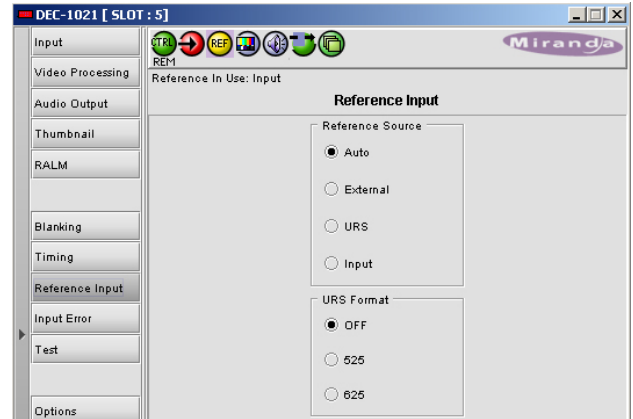 DEC-1021 [ SLOT : 5]
Input
Video Processing
Audio Output
Thumbnail
RALM
Blanking
Timing
Reference Input
Input Error
Test
Options
CTRL
REF
REM
Miranda
Reference In Use: Input
Reference Input
Reference Source
Auto
External
URS
Input
URS Format
OFF
525
625